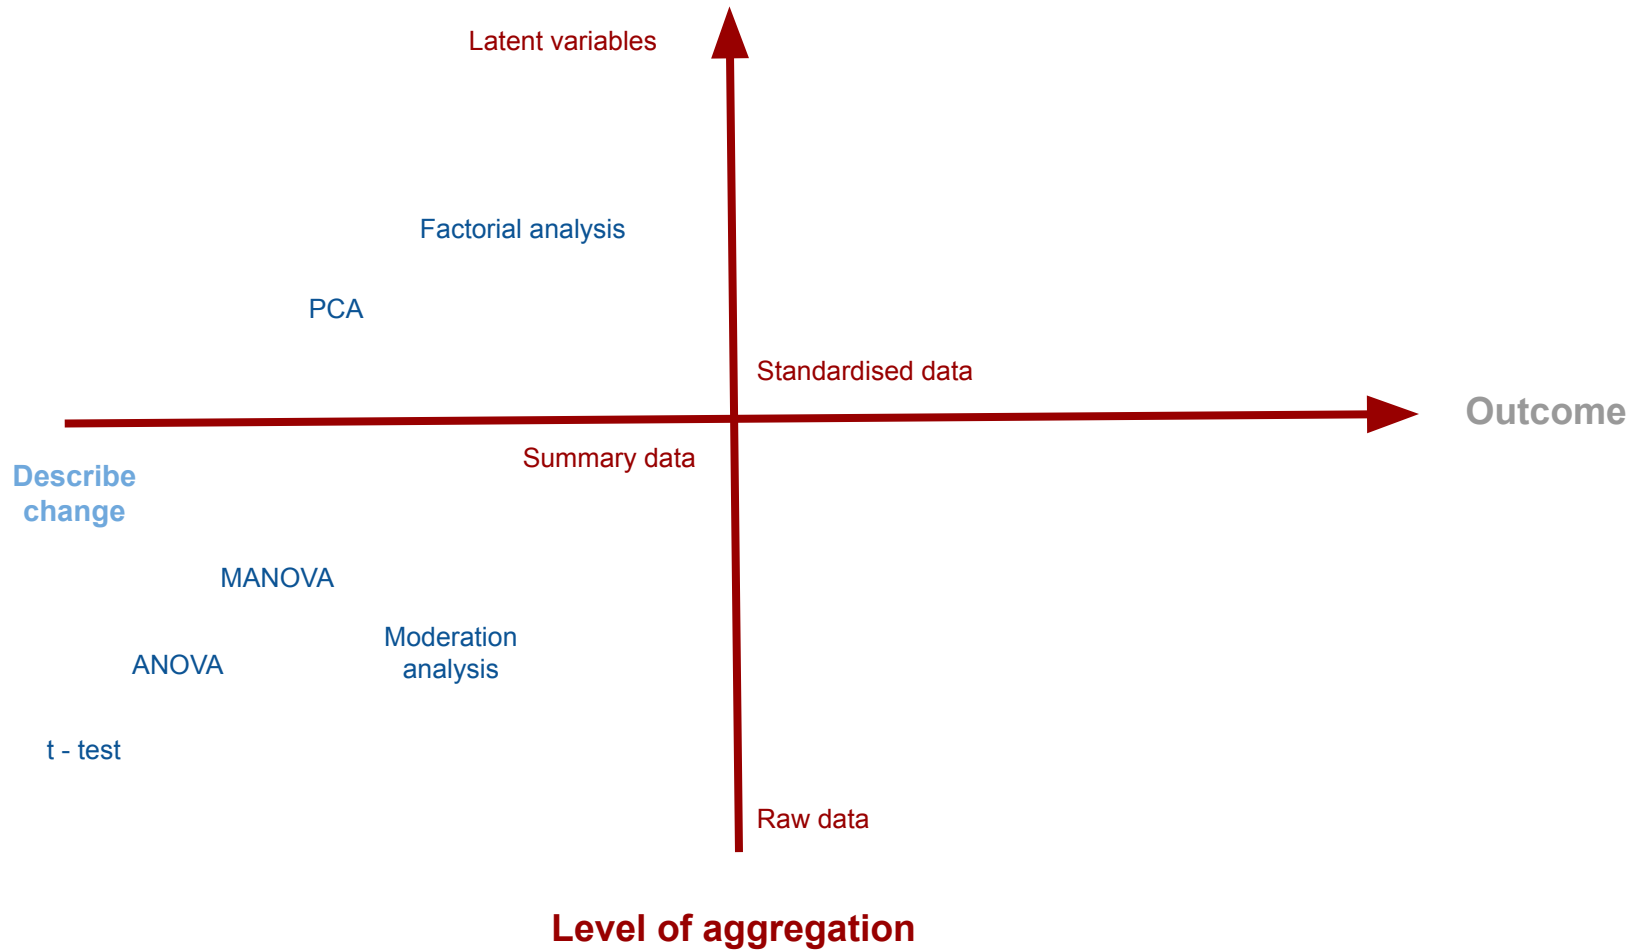 Latent variables
Factorial analysis
PCA
Standardised data
Outcome
Summary data
Describe
change
MANOVA
Moderation
analysis
ANOVA
t - test
Raw data
Level of aggregation